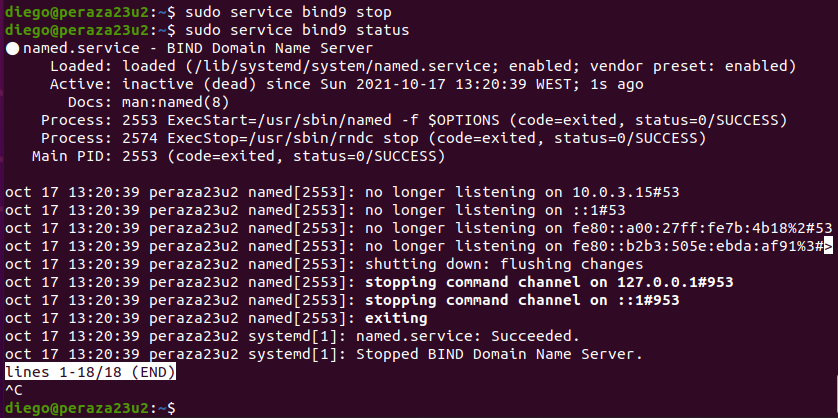 diego@peraza23u2:~$ sudo service bind9 stop
diego@peraza23u2:~$ sudo service bind9 status
● named.service - BIND Domain Name Server
     Loaded: loaded (/lib/systemd/system/named.service; enabled; vendor preset: enabled)
     Active: inactive (dead) since Sun 2021-10-17 13:20:39 WEST; 1s ago
       Docs: man:named(8)
    Process: 2553 ExecStart=/usr/sbin/named -f $OPTIONS (code=exited, status=0/SUCCESS)
    Process: 2574 ExecStop=/usr/sbin/rndc stop (code=exited, status=0/SUCCESS)
   Main PID: 2553 (code=exited, status=0/SUCCESS)

oct 17 13:20:39 peraza23u2 named[2553]: no longer listening on 10.0.3.15#53
oct 17 13:20:39 peraza23u2 named[2553]: no longer listening on ::1#53
oct 17 13:20:39 peraza23u2 named[2553]: no longer listening on fe80::a00:27ff:fe7b:4b18%2#53
oct 17 13:20:39 peraza23u2 named[2553]: no longer listening on fe80::b2b3:505e:ebda:af91%3#>
oct 17 13:20:39 peraza23u2 named[2553]: shutting down: flushing changes
oct 17 13:20:39 peraza23u2 named[2553]: stopping command channel on 127.0.0.1#953
oct 17 13:20:39 peraza23u2 named[2553]: stopping command channel on ::1#953
oct 17 13:20:39 peraza23u2 named[2553]: exiting
oct 17 13:20:39 peraza23u2 systemd[1]: named.service: Succeeded.
oct 17 13:20:39 peraza23u2 systemd[1]: Stopped BIND Domain Name Server.
lines 1-18/18 (END)
^C
diego@peraza23u2:~$